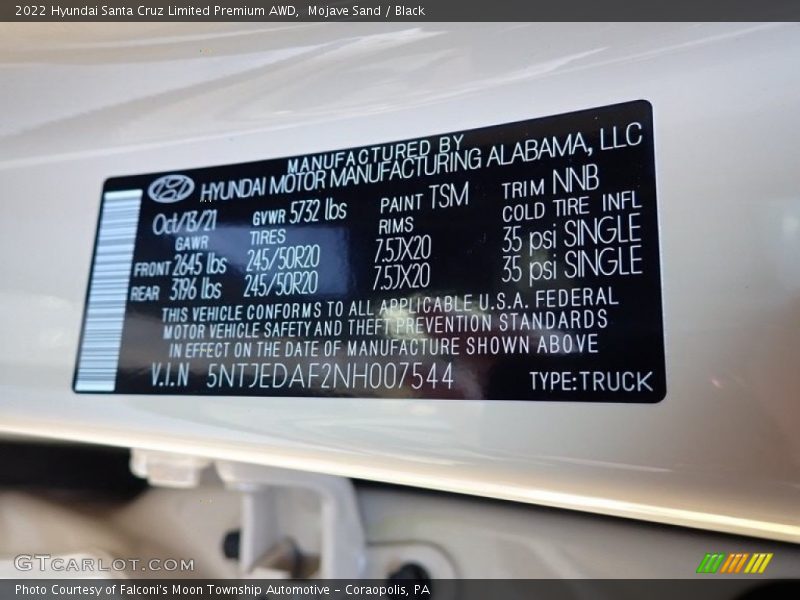 2022 Hyundai Santa Cruz Limited Premium AWD,  Mojave Sand / Black
MANUFACTURED BY
HYUNDAI MOTOR MANUFACTURING ALABAMA, LLC
Oct/13/21 GVWR 5732 lbs PAINT TSM TRIM NNB
GAWR TIRES RIMS COLD TIRE INFL
FRONT 2645 lbs 245/50R20 7.5JX20 35 psi SINGLE
REAR 3196 lbs 245/50R20 7.5JX20 35 psi SINGLE
THIS VEHICLE CONFORMS TO ALL APPLICABLE U.S.A. FEDERAL
MOTOR VEHICLE SAFETY AND THEFT PREVENTION STANDARDS
IN EFFECT ON THE DATE OF MANUFACTURE SHOWN ABOVE
V.I.N 5NTJEDAF2NH007544 TYPE:TRUCK
GTCARLOT.COM
Photo Courtesy of Falconi's Moon Township Automotive - Coraopolis, PA